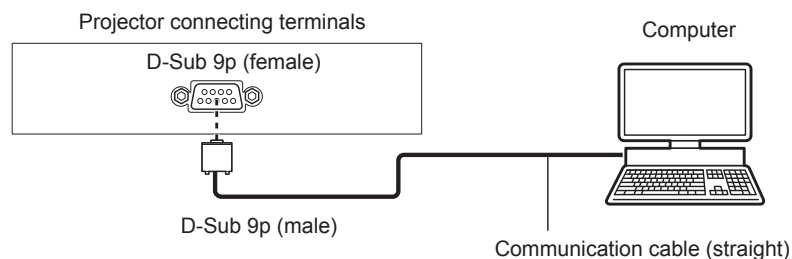 Projector connecting terminals
Computer
D-Sub 9p (female)
D-Sub 9p (male)
Communication cable (straight)